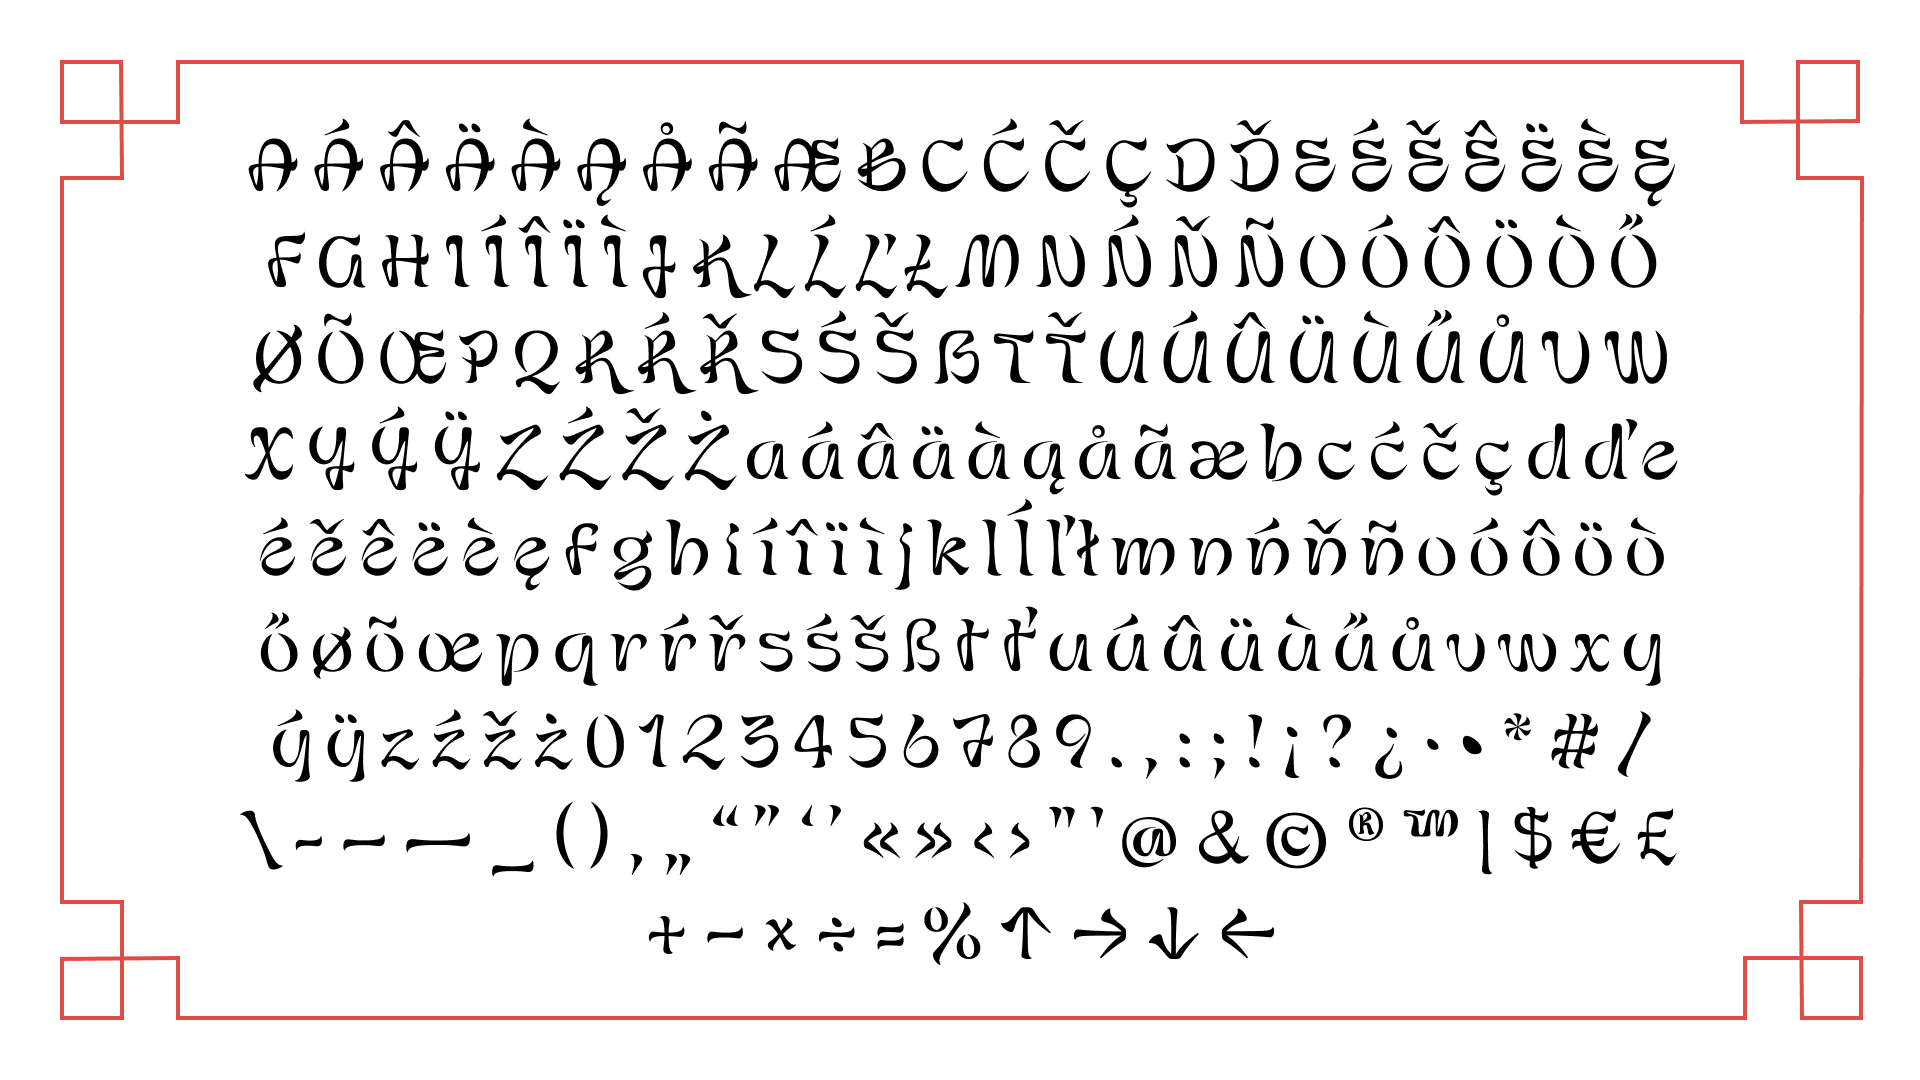 A Á Â Ä À Ą Å Ã Æ B C Ć Č Ç D Ď E É Ě Ê Ë È Ę
F G H I Í Î Ï Ì J K L Ĺ Ľ Ł M N Ń Ň Ñ O Ó Ô Ö Ò Ő
Ø Õ Œ P Q R Ŕ Ř S Ś Š ẞ T Ť U Ú Û Ü Ù Ű Ů V W
X Y Ý Ÿ Z Ź Ž Ż a á â ä à ą å ã æ b c ć č ç d ď e
é ě ê ë è ę f g h i í î ï ì j k l ĺ ľ ł m n ń ň ñ o ó ô ö ò
ő ø õ œ p q r ŕ ř s ś š ß t ť u ú û ü ù ű ů v w x y
ý ÿ z ź ž ż 0 1 2 3 4 5 6 7 8 9 . , : ; ! ¡ ? ¿ · • * # /
\ - – — _ ( ) ‚ „ “ ” ‘ ’ « » ‹ › " ' @ & © ® ™ | $ € £
+ − × ÷ = % ↑ → ↓ ←